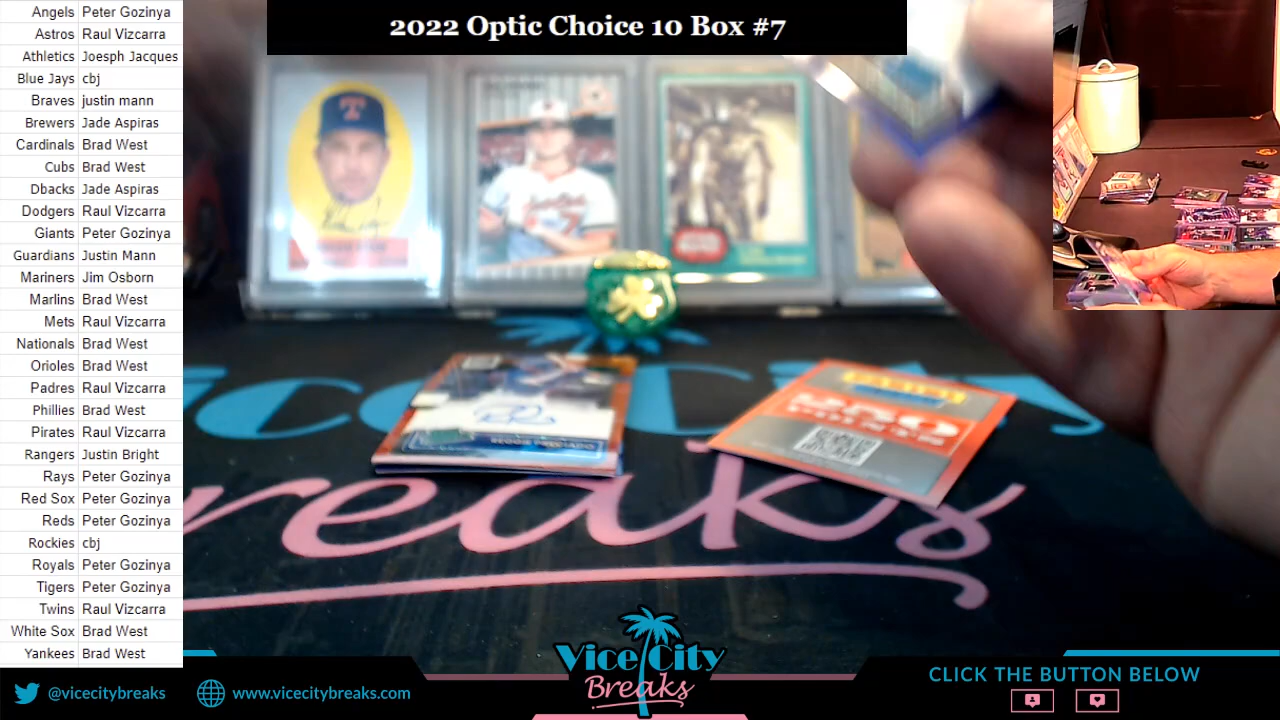 2022 Optic Choice 10 Box #7
Angels Peter Gozinya
Astros Raul Vizcarra
Athletics Joesph Jacques
Blue Jays cbj
Braves justin mann
Brewers Jade Aspiras
Cardinals Brad West
Cubs Brad West
Dbacks Jade Aspiras
Dodgers Raul Vizcarra
Giants Peter Gozinya
Guardians Justin Mann
Mariners Jim Osborn
Marlins Brad West
Mets Raul Vizcarra
Nationals Brad West
Orioles Brad West
Padres Raul Vizcarra
Phillies Brad West
Pirates Raul Vizcarra
Rangers Justin Bright
Rays Peter Gozinya
Red Sox Peter Gozinya
Reds Peter Gozinya
Rockies cbj
Royals Peter Gozinya
Tigers Peter Gozinya
Twins Raul Vizcarra
White Sox Brad West
Yankees Brad West
250
Breaks
Vice City
Breaks
@vicecitybreaks
www.vicecitybreaks.com
CLICK THE BUTTON BELOW